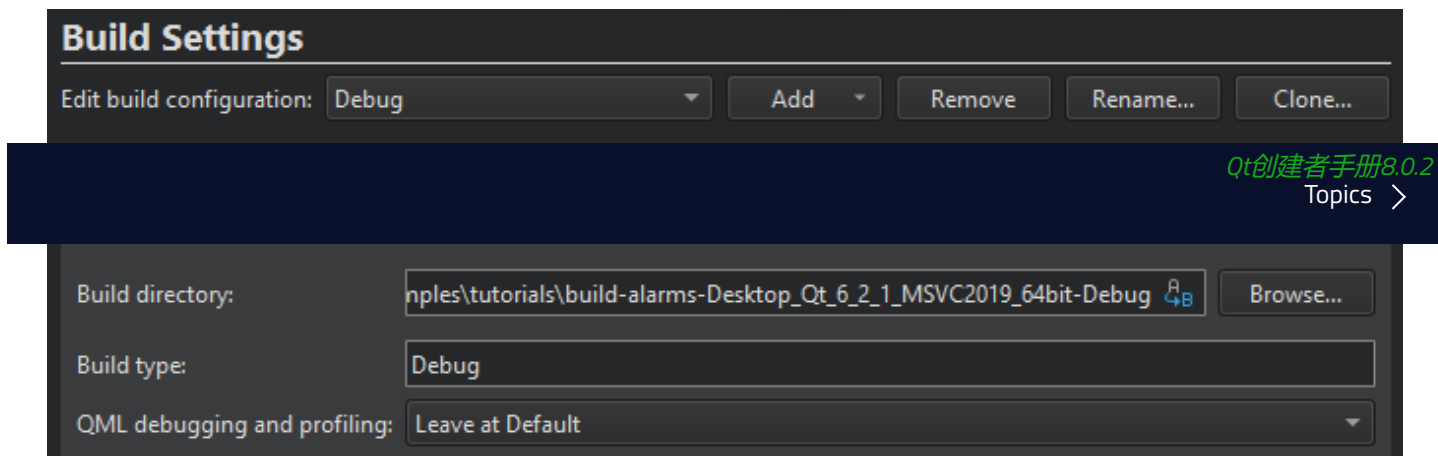 Build Settings
Edit build configuration: Debug Add Remove Rename... Clone...
Qt创建者手册8.0.2
Topics
Build directory: nples\tutorials\build-alarms-Desktop_Qt_6_2_1_MSVC2019_64bit-Debug Browse...
Build type: Debug
QML debugging and profiling: Leave at Default